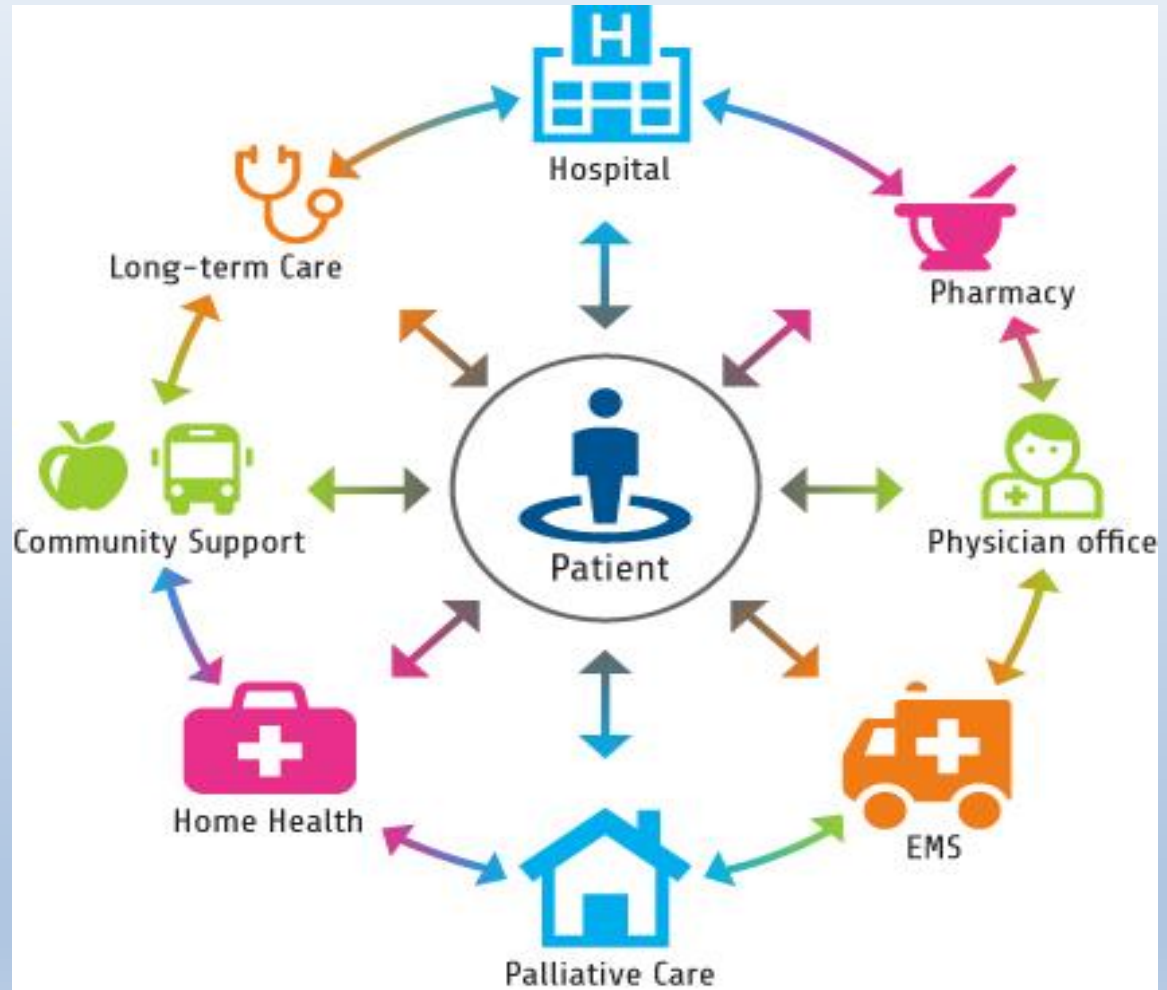 H
Hospital
Long-term Care
Pharmacy
Community Support
Patient
Physician office
Home Health
EMS
Palliative Care